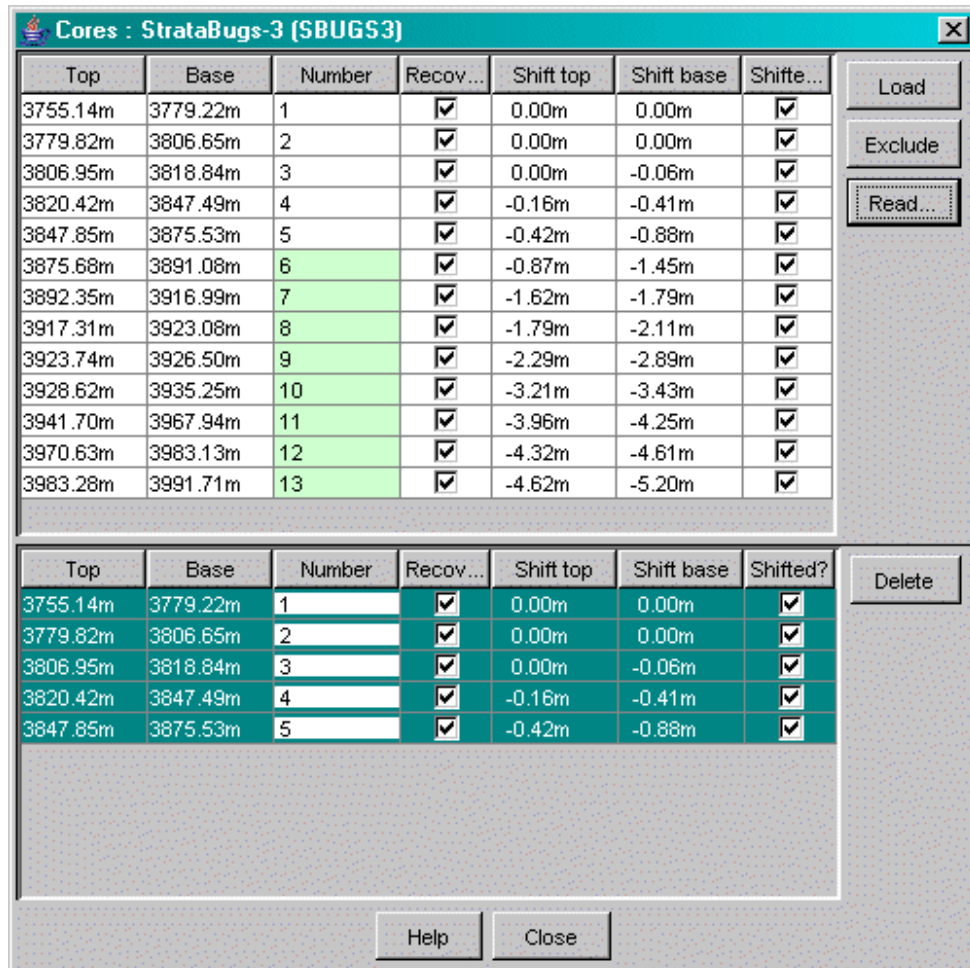 Cores : StrataBugs-3 (SBUGS3)
Top Base Number Recov... Shift top Shift base Shifte...
3755.14m 3779.22m 1 0.00m 0.00m
3779.82m 3806.65m 2 0.00m 0.00m
3806.95m 3818.84m 3 0.00m -0.06m
3820.42m 3847.49m 4 -0.16m -0.41m
3847.85m 3875.53m 5 -0.42m -0.88m
3875.68m 3891.08m 6 -0.87m -1.45m
3892.35m 3916.99m 7 -1.62m -1.79m
3917.31m 3923.08m 8 -1.79m -2.11m
3923.74m 3926.50m 9 -2.29m -2.89m
3928.62m 3935.25m 10 -3.21m -3.43m
3941.70m 3967.94m 11 -3.96m -4.25m
3970.63m 3983.13m 12 -4.32m -4.61m
3983.28m 3991.71m 13 -4.62m -5.20m
Load
Exclude
Read...
Top Base Number Recov... Shift top Shift base Shifted?
3755.14m 3779.22m 1 0.00m 0.00m
3779.82m 3806.65m 2 0.00m 0.00m
3806.95m 3818.84m 3 0.00m -0.06m
3820.42m 3847.49m 4 -0.16m -0.41m
3847.85m 3875.53m 5 -0.42m -0.88m
Delete
Help Close